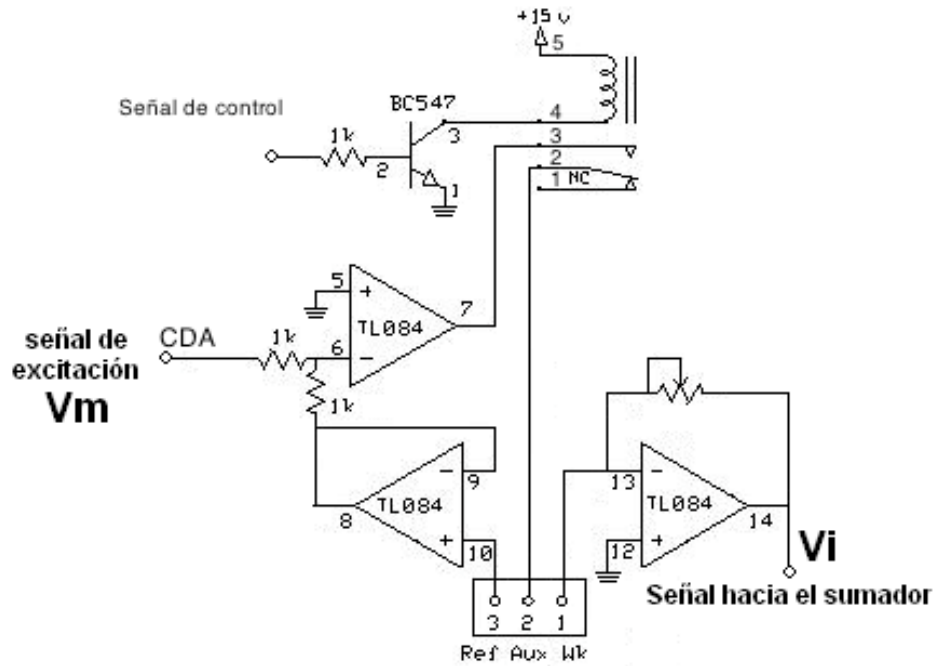 +15 v
5
Señal de control
BC547
4
1k
3
3
2
2
1
NC
1
5
+
7
TL084
señal de
excitación
Vm
CDA
1k
6
-
1k
-
9
-
13
TL084
8
TL084
14
+
10
+
12
Vi
Señal hacia el sumador
3 2 1
Ref Aux Wk